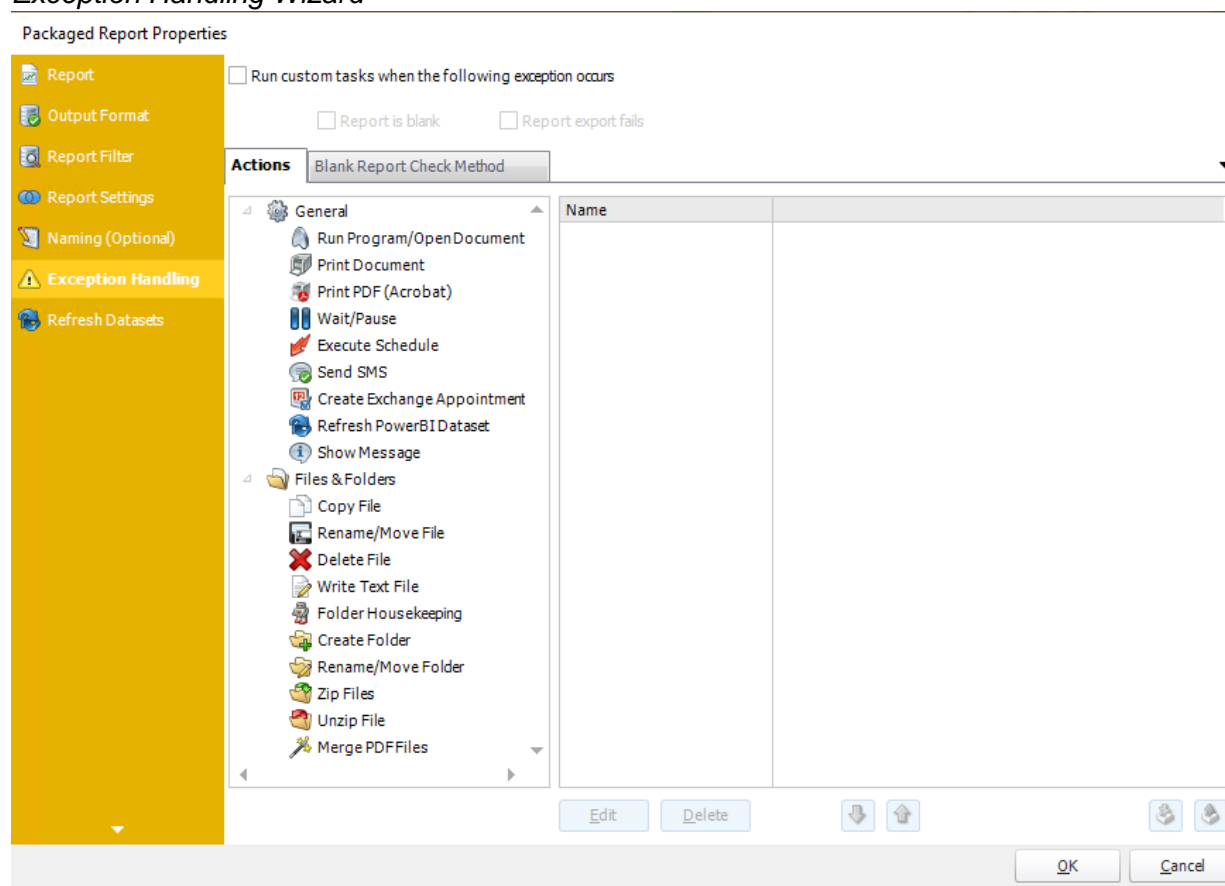 Exception Handling Wizard
Packaged Report Properties
Report
Output Format
Report Filter
Report Settings
Naming (Optional)
Exception Handling
Refresh Datasets
Run custom tasks when the following exception occurs
Report is blank Report export fails
Actions Blank Report Check Method
General
Run Program/Open Document
Print Document
Print PDF (Acrobat)
Wait/Pause
Execute Schedule
Send SMS
Create Exchange Appointment
Refresh PowerBI Dataset
Show Message
Files & Folders
Copy File
Rename/Move File
Delete File
Write Text File
Folder Housekeeping
Create Folder
Rename/Move Folder
Zip Files
Unzip File
Merge PDF Files
Name
Edit Delete
OK Cancel